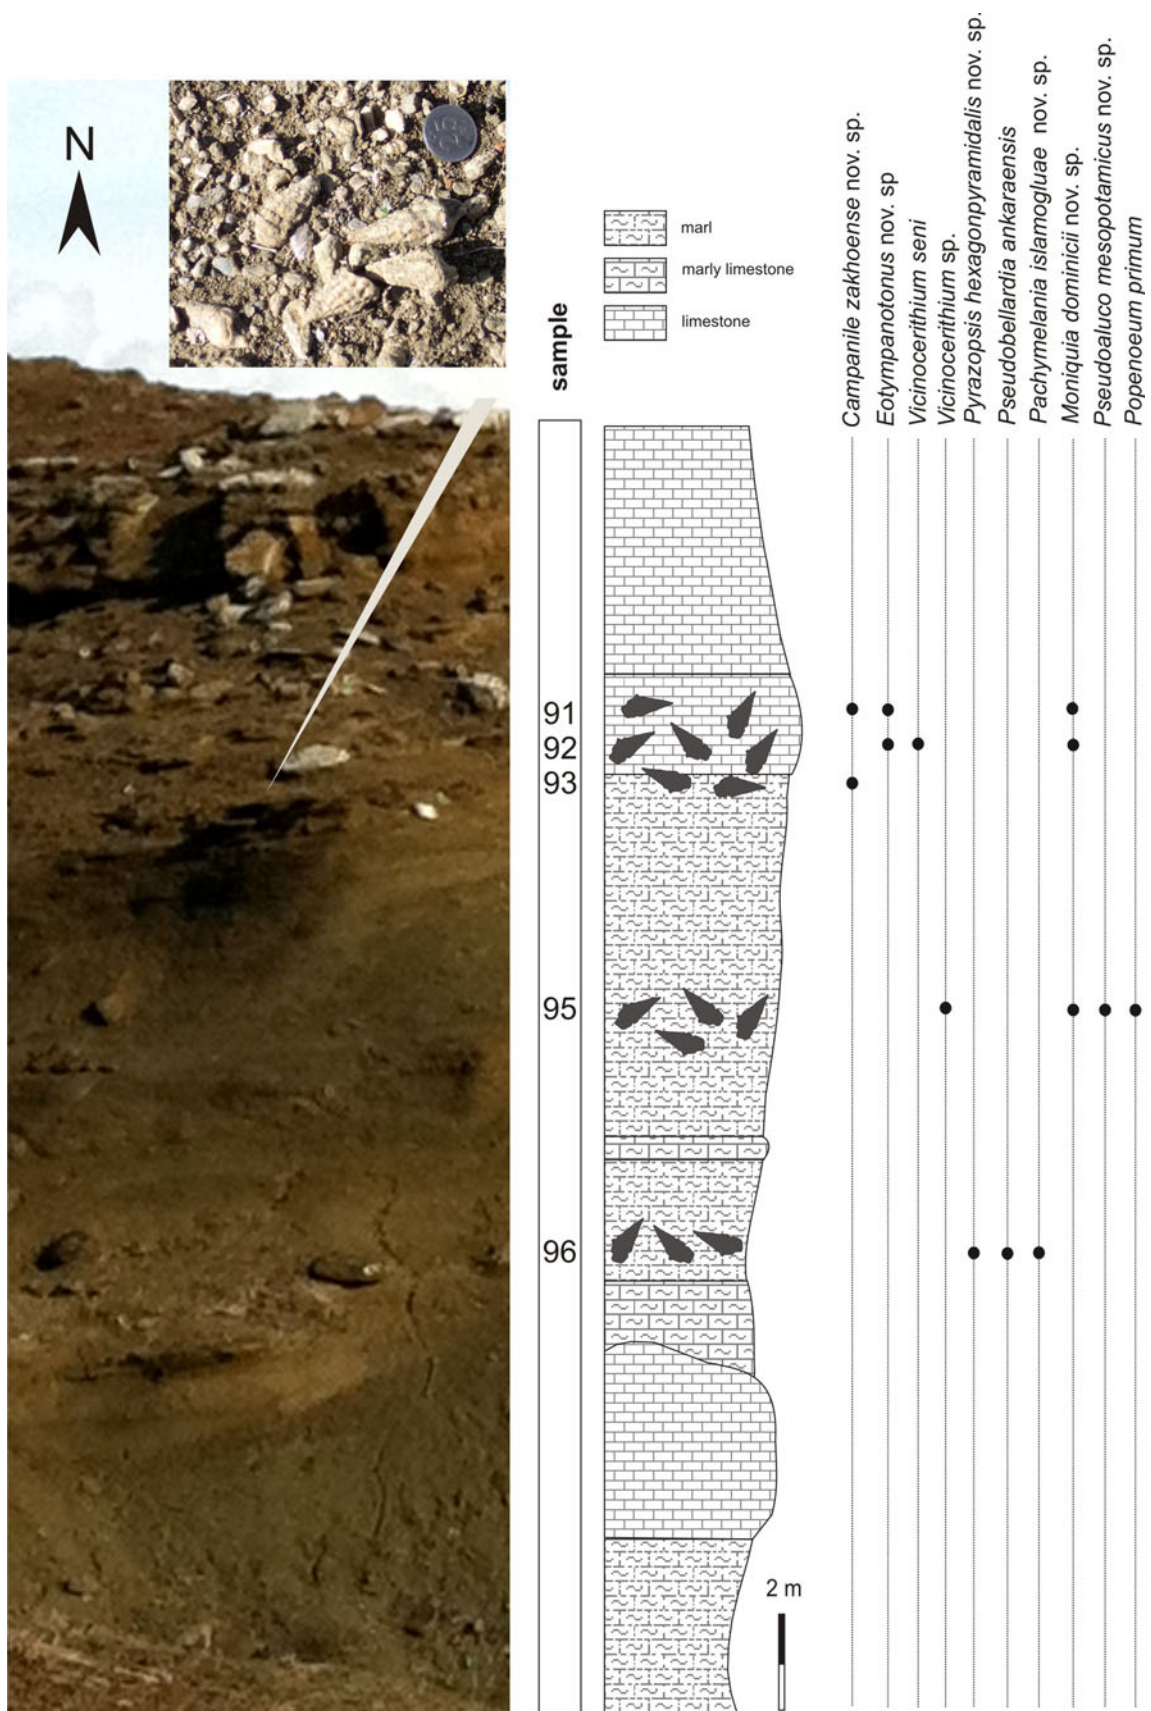 N
25
marl
marly limestone
limestone
sample
Campanile zakhoense nov. sp.
Eotympanotonus nov. sp
Vicinocerithium seni
Vicinocerithium sp.
Pyrazopsis hexagonpyramidalis nov. sp.
Pseudobellardia ankaraensis
Pachymelania islamogluae nov. sp.
Moniquia dominicii nov. sp.
Pseudoaluco mesopotamicus nov. sp.
Popenoeum primum
91
92
93
95
96
2 m